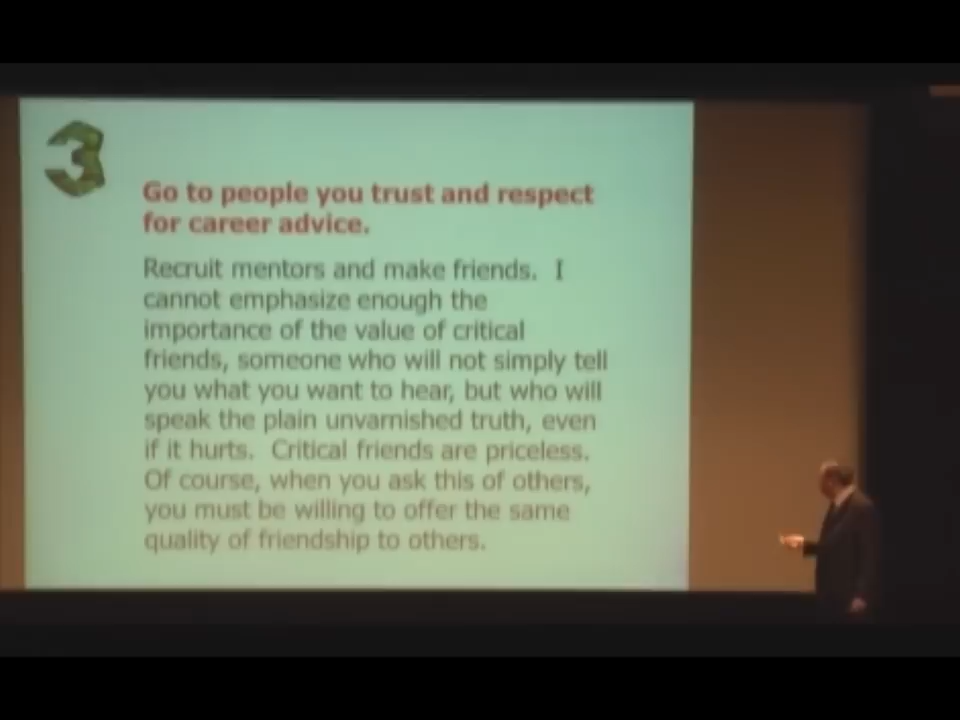 3
Go to people you trust and respect
for career advice.
Recruit mentors and make friends.  I
cannot emphasize enough the
importance of the value of critical
friends, someone who will not simply tell
you what you want to hear, but who will
speak the plain unvarnished truth, even
if it hurts.  Critical friends are priceless.
Of course, when you ask this of others,
you must be willing to offer the same
quality of friendship to others.